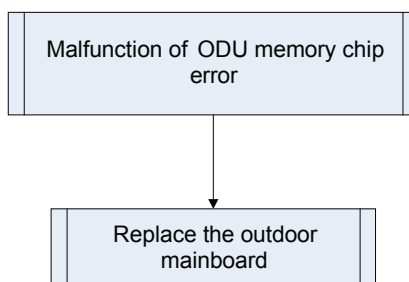 Malfunction of ODU memory chip
error
Replace the outdoor
mainboard